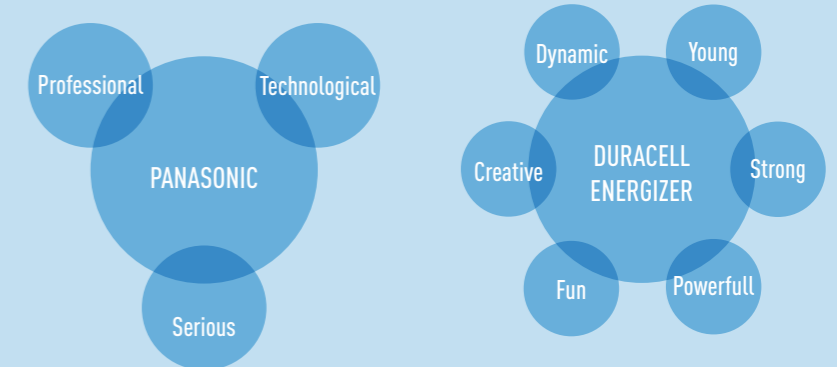 Professional
Technological
PANASONIC
Serious
Dynamic
Young
Creative
DURACELL
ENERGIZER
Strong
Fun
Powerfull